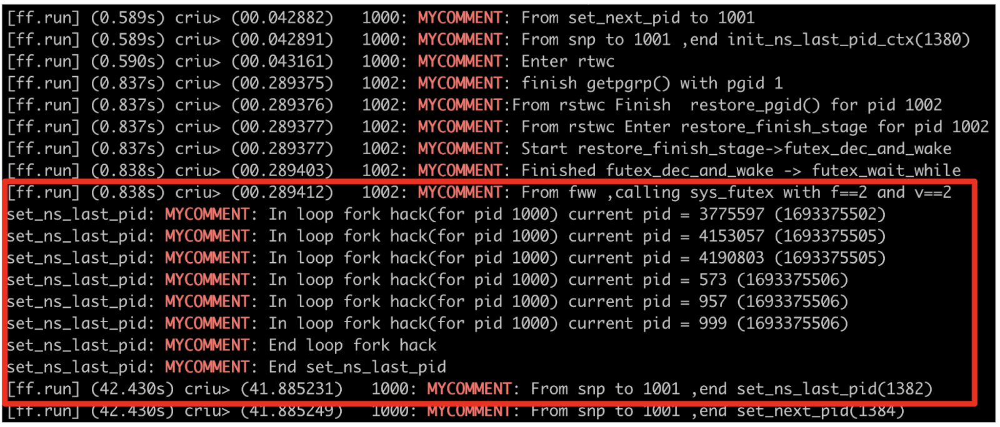 [ff.run] (0.589s) criu> (00.042882)   1000: MYCOMMENT: From set_next_pid to 1001
[ff.run] (0.589s) criu> (00.042891)   1000: MYCOMMENT: From snp to 1001 ,end init_ns_last_pid_ctx(1380)
[ff.run] (0.590s) criu> (00.043161)   1000: MYCOMMENT: Enter rtwc
[ff.run] (0.837s) criu> (00.289375)   1002: MYCOMMENT: finish getpgrp() with pgid 1
[ff.run] (0.837s) criu> (00.289376)   1002: MYCOMMENT:From rstwc Finish  restore_pgid() for pid 1002
[ff.run] (0.837s) criu> (00.289377)   1002: MYCOMMENT: From rstwc Enter restore_finish_stage for pid 1002
[ff.run] (0.837s) criu> (00.289377)   1002: MYCOMMENT: Start restore_finish_stage->futex_dec_and_wake
[ff.run] (0.838s) criu> (00.289403)   1002: MYCOMMENT: Finished futex_dec_and_wake -> futex_wait_while
[ff.run] (0.838s) criu> (00.289412)   1002: MYCOMMENT: From fww ,calling sys_futex with f==2 and v==2
set_ns_last_pid: MYCOMMENT: In loop fork hack(for pid 1000) current pid = 3775597 (1693375502)
set_ns_last_pid: MYCOMMENT: In loop fork hack(for pid 1000) current pid = 4153057 (1693375505)
set_ns_last_pid: MYCOMMENT: In loop fork hack(for pid 1000) current pid = 4190803 (1693375505)
set_ns_last_pid: MYCOMMENT: In loop fork hack(for pid 1000) current pid = 573 (1693375506)
set_ns_last_pid: MYCOMMENT: In loop fork hack(for pid 1000) current pid = 957 (1693375506)
set_ns_last_pid: MYCOMMENT: In loop fork hack(for pid 1000) current pid = 999 (1693375506)
set_ns_last_pid: MYCOMMENT: End loop fork hack
set_ns_last_pid: MYCOMMENT: End set_ns_last_pid
[ff.run] (42.430s) criu> (41.885231)   1000: MYCOMMENT: From snp to 1001 ,end set_ns_last_pid(1382)
[ff.run] (42.430s) criu> (41.885249)   1000: MYCOMMENT: From snp to 1001 ,end set_next_pid(1384)